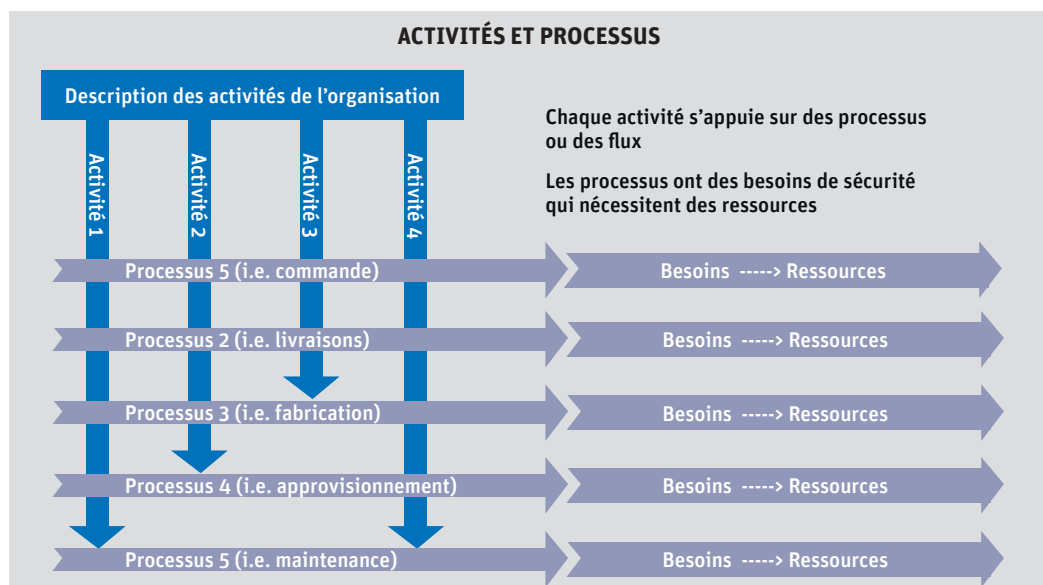 ACTIVITÉS ET PROCESSUS
Description des activités de l’organisation
Chaque activité s’appuie sur des processus
ou des flux
Les processus ont des besoins de sécurité
qui nécessitent des ressources
Activité 1
Activité 2
Activité 3
Activité 4
Processus 5 (i.e. commande)
Besoins -----> Ressources
Processus 2 (i.e. livraisons)
Besoins -----> Ressources
Processus 3 (i.e. fabrication)
Besoins -----> Ressources
Processus 4 (i.e. approvisionnement)
Besoins -----> Ressources
Processus 5 (i.e. maintenance)
Besoins -----> Ressources